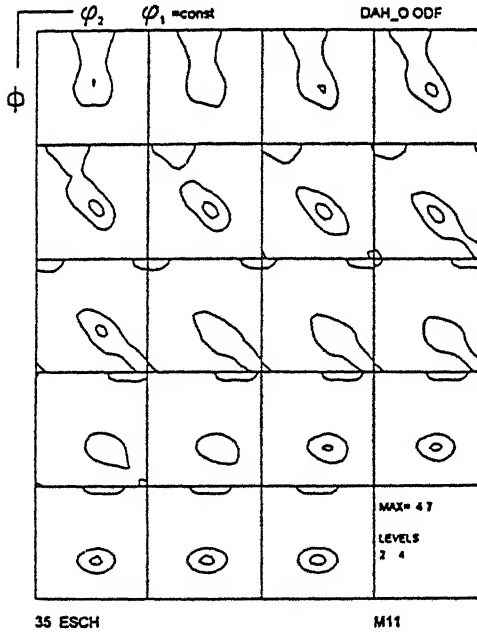 φ₂ φ₁ =const DAH_O ODF
ϕ
MAX= 4 7
LEVELS
2 4
35 ESCH M11